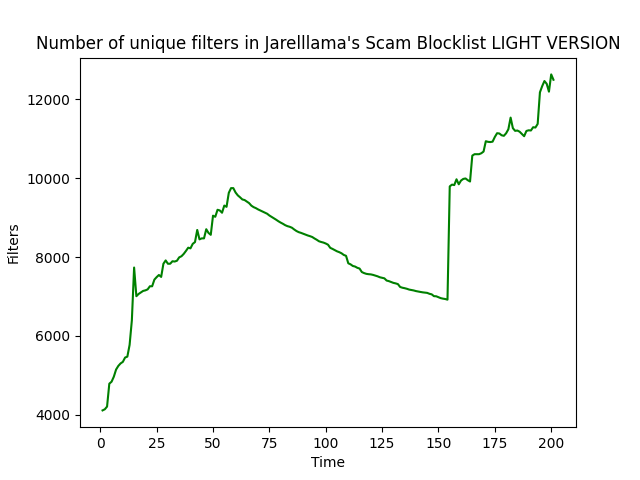 Number of unique filters in Jarelllama's Scam Blocklist LIGHT VERSION
12000
10000
8000
6000
4000
Filters
0 25 50 75 100 125 150 175 200
Time